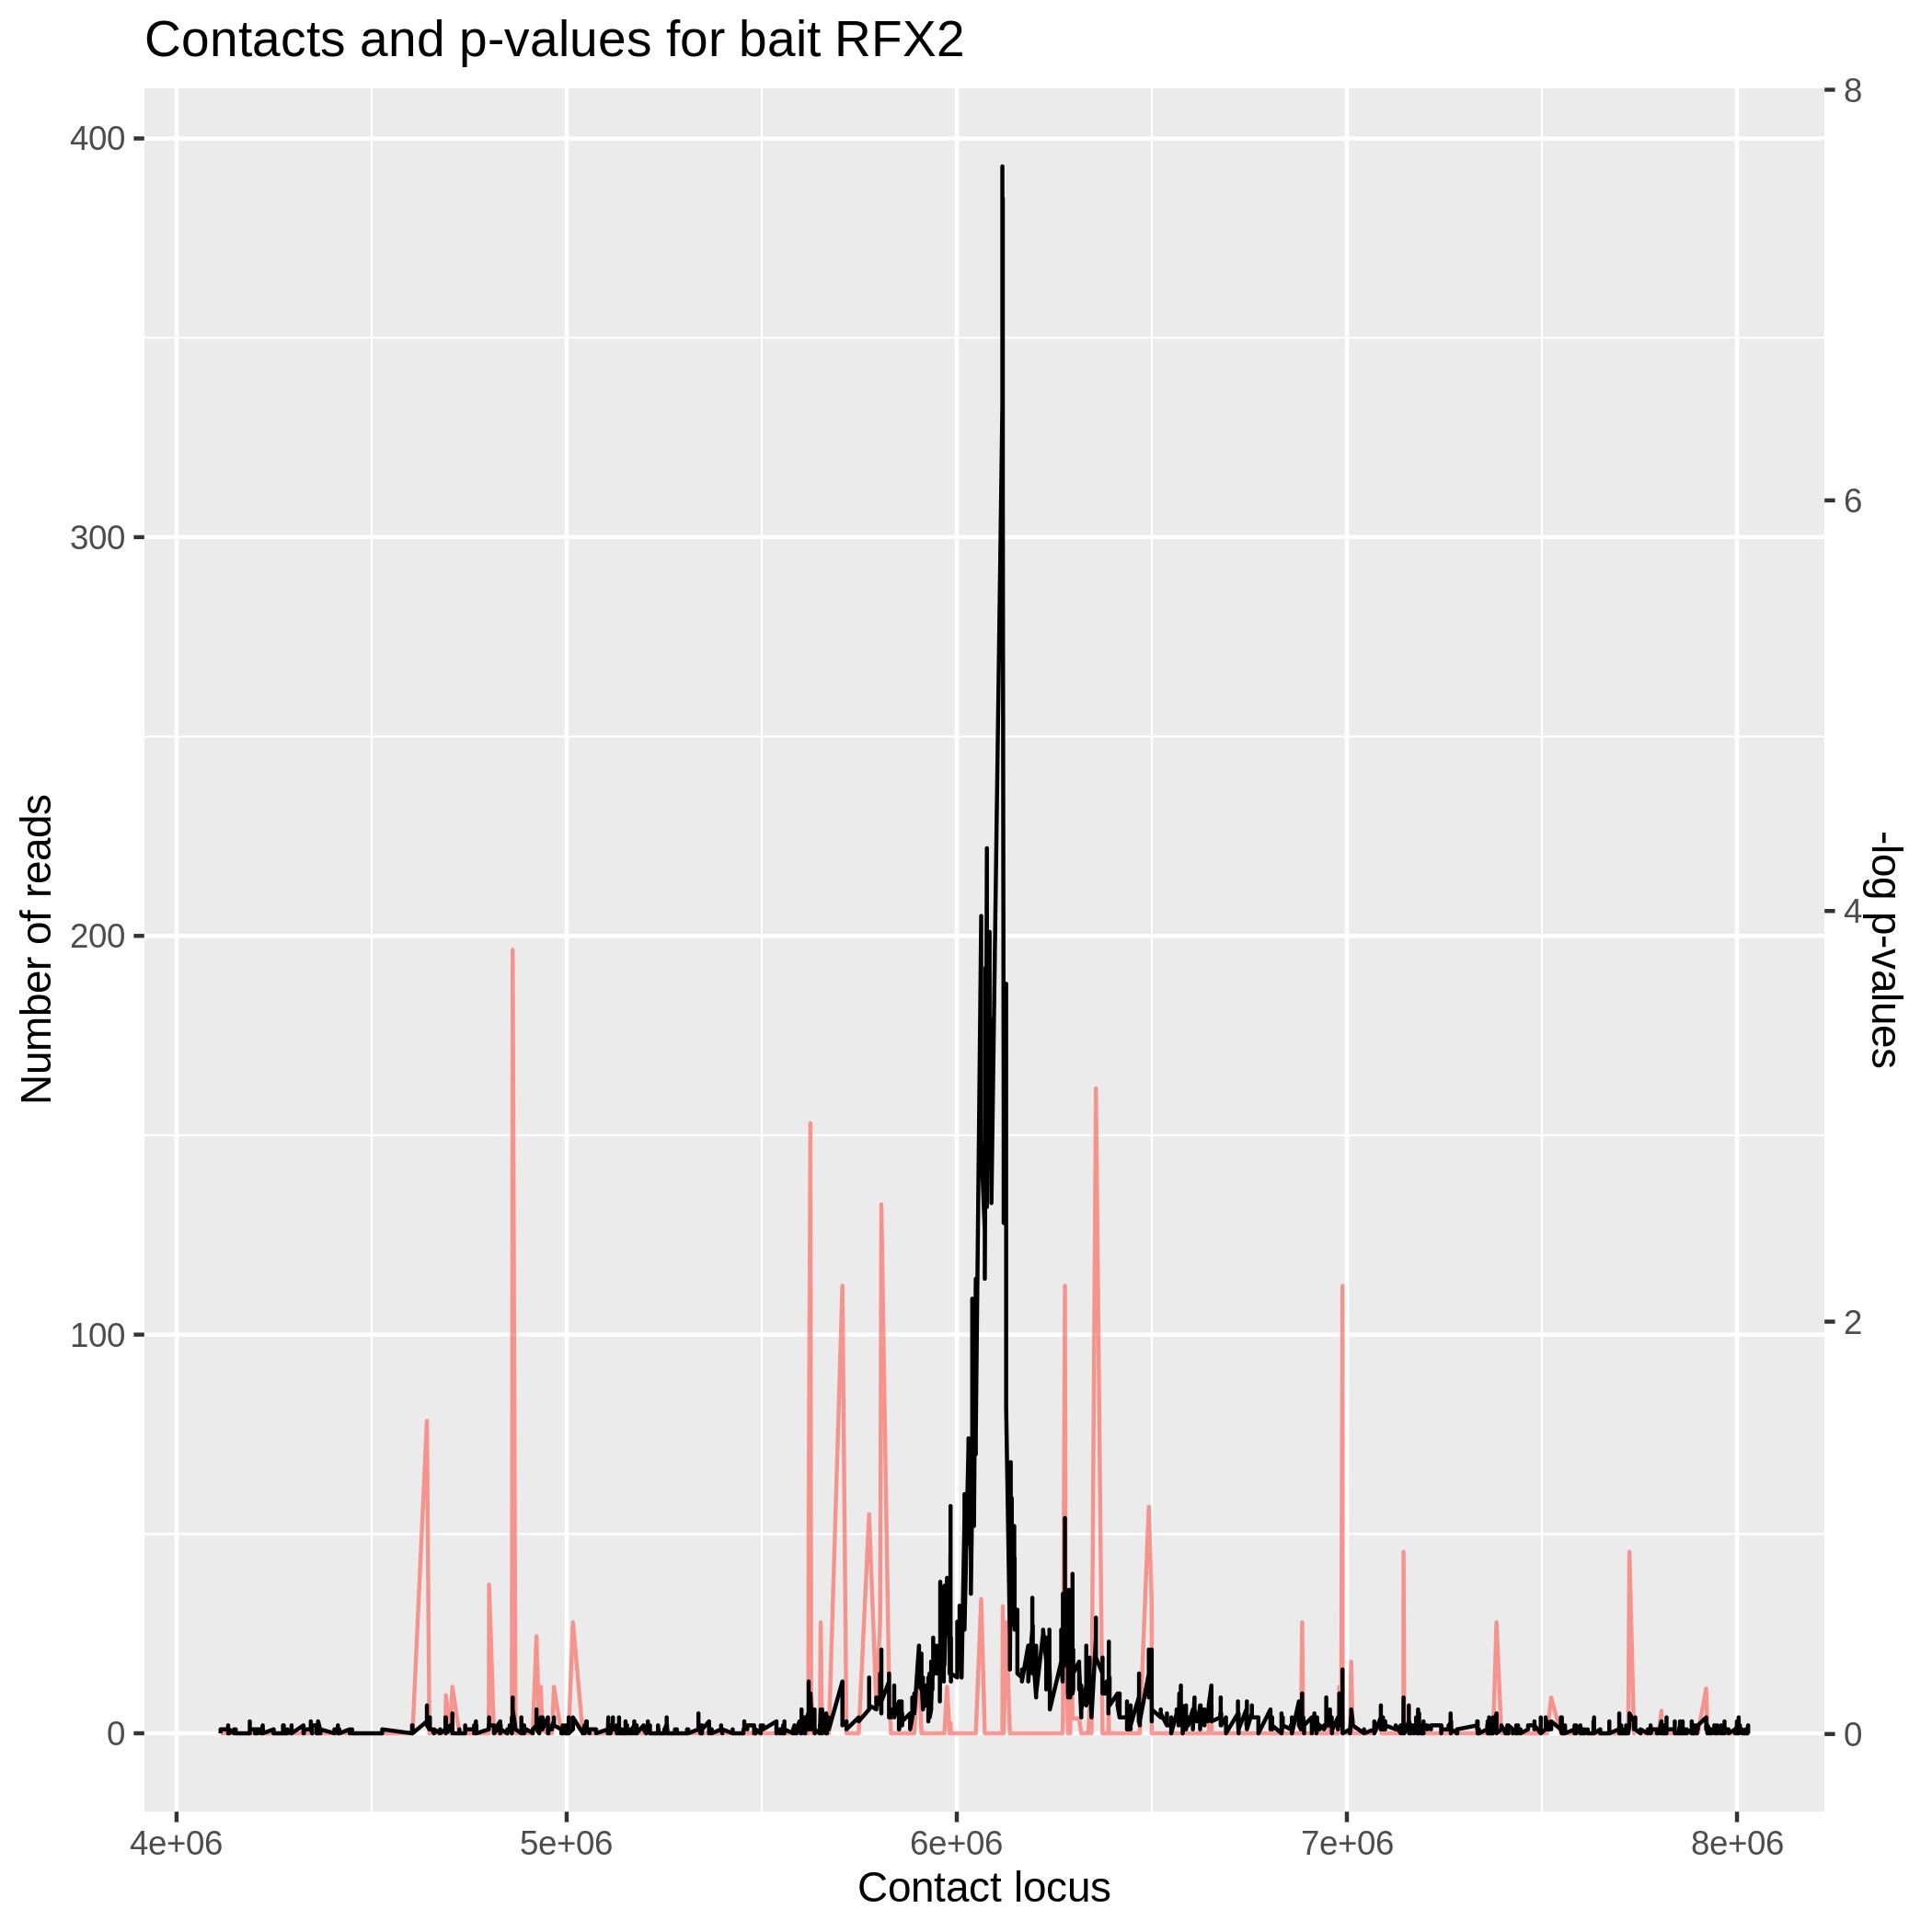 Contacts and p-values for bait RFX2
400
300
200
100
0
Number of reads
8
6
4
2
0
-log p-values
4e+06
5e+06
6e+06
7e+06
8e+06
Contact locus